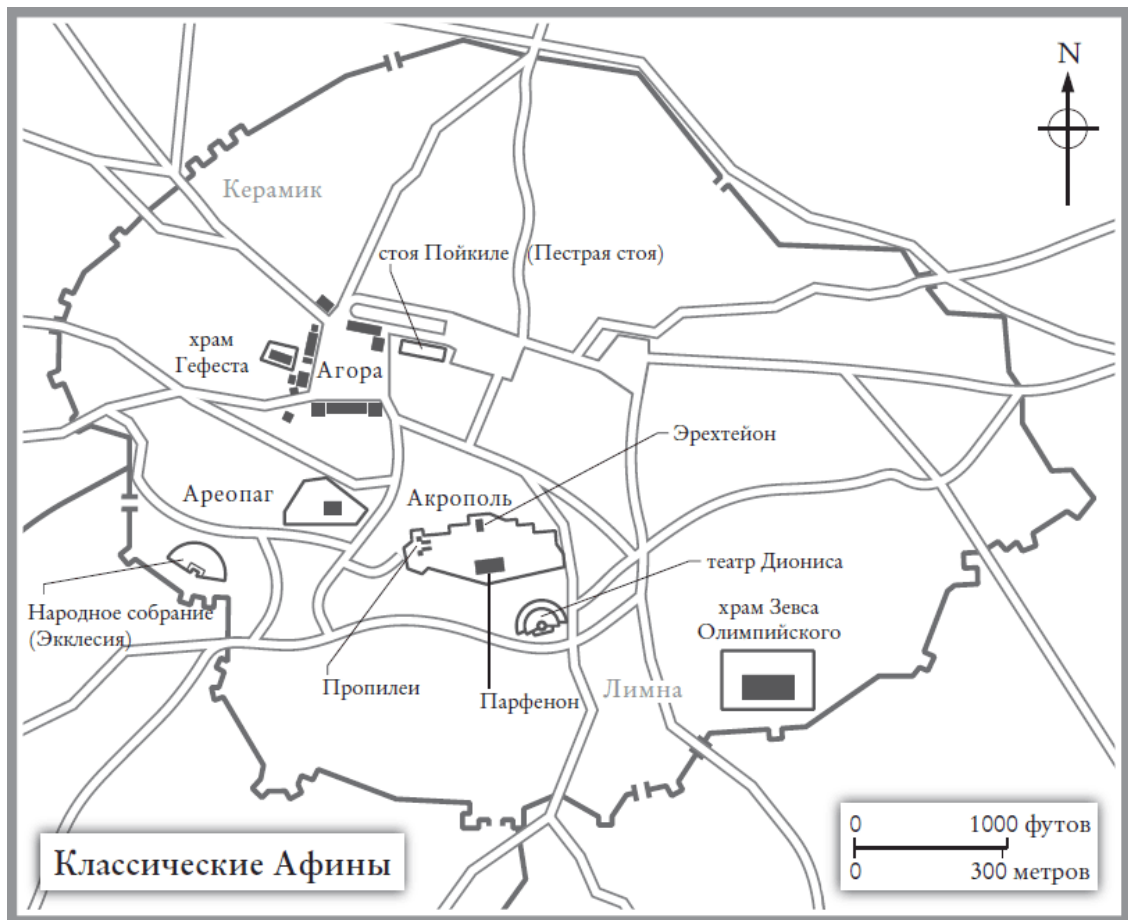 N
Керамик
стоя Пойкиле (Пестрая стоя)
храм
Гефеста
Агора
Эрехтейон
Ареопаг
Акрополь
театр Диониса
Народное собрание
(Экклесия)
храм Зевса
Олимпийского
Пропилеи
Парфенон
Лимна
0 1000 футов
0 300 метров
Классические Афины